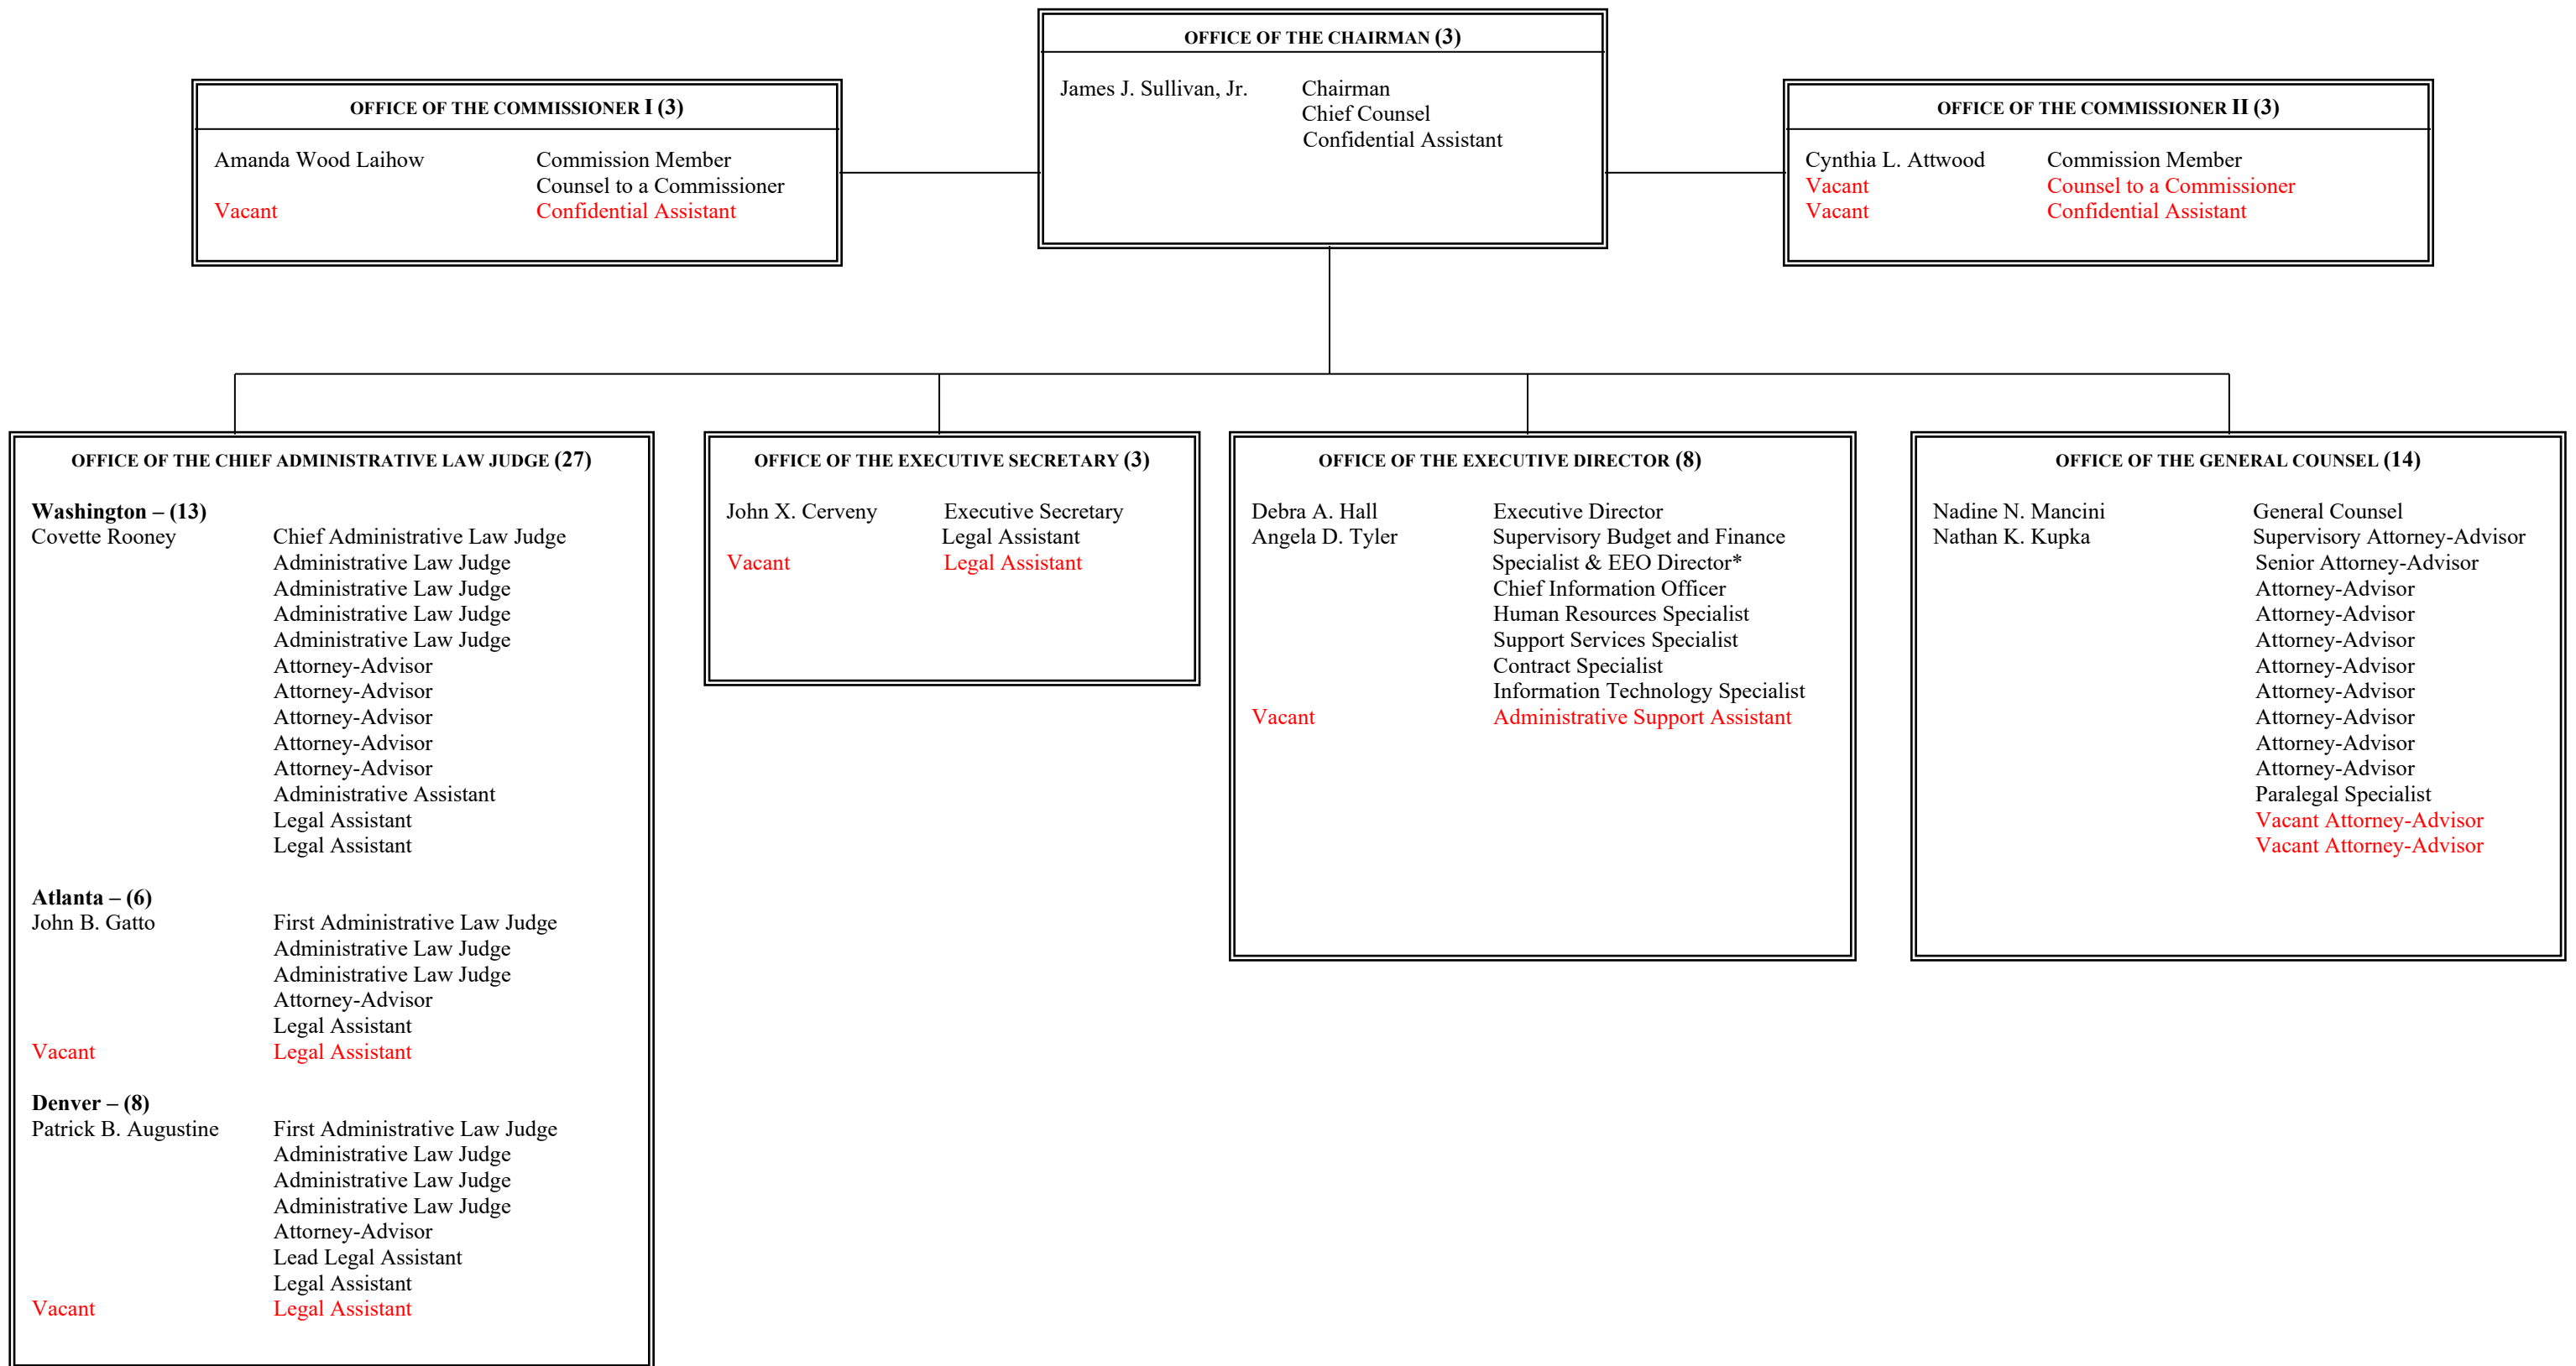 OFFICE OF THE CHAIRMAN (3)
James J. Sullivan, Jr. Chairman
Chief Counsel
Confidential Assistant
OFFICE OF THE COMMISSIONER I (3)
Amanda Wood Laihow Commission Member
Counsel to a Commissioner
Vacant Confidential Assistant
OFFICE OF THE COMMISSIONER II (3)
Cynthia L. Attwood Commission Member
Vacant Counsel to a Commissioner
Vacant Confidential Assistant
OFFICE OF THE CHIEF ADMINISTRATIVE LAW JUDGE (27)
Washington – (13)
Covette Rooney Chief Administrative Law Judge
Administrative Law Judge
Administrative Law Judge
Administrative Law Judge
Administrative Law Judge
Attorney-Advisor
Attorney-Advisor
Attorney-Advisor
Attorney-Advisor
Attorney-Advisor
Administrative Assistant
Legal Assistant
Legal Assistant
Atlanta – (6)
John B. Gatto First Administrative Law Judge
Administrative Law Judge
Administrative Law Judge
Attorney-Advisor
Legal Assistant
Vacant Legal Assistant
Denver – (8)
Patrick B. Augustine First Administrative Law Judge
Administrative Law Judge
Administrative Law Judge
Administrative Law Judge
Attorney-Advisor
Lead Legal Assistant
Legal Assistant
Vacant Legal Assistant
OFFICE OF THE EXECUTIVE SECRETARY (3)
John X. Cerveny Executive Secretary
Legal Assistant
Vacant Legal Assistant
OFFICE OF THE EXECUTIVE DIRECTOR (8)
Debra A. Hall Executive Director
Angela D. Tyler Supervisory Budget and Finance
Specialist & EEO Director*
Chief Information Officer
Human Resources Specialist
Support Services Specialist
Contract Specialist
Information Technology Specialist
Vacant Administrative Support Assistant
OFFICE OF THE GENERAL COUNSEL (14)
Nadine N. Mancini General Counsel
Nathan K. Kupka Supervisory Attorney-Advisor
Senior Attorney-Advisor
Attorney-Advisor
Attorney-Advisor
Attorney-Advisor
Attorney-Advisor
Attorney-Advisor
Attorney-Advisor
Attorney-Advisor
Attorney-Advisor
Paralegal Specialist
Vacant Attorney-Advisor
Vacant Attorney-Advisor